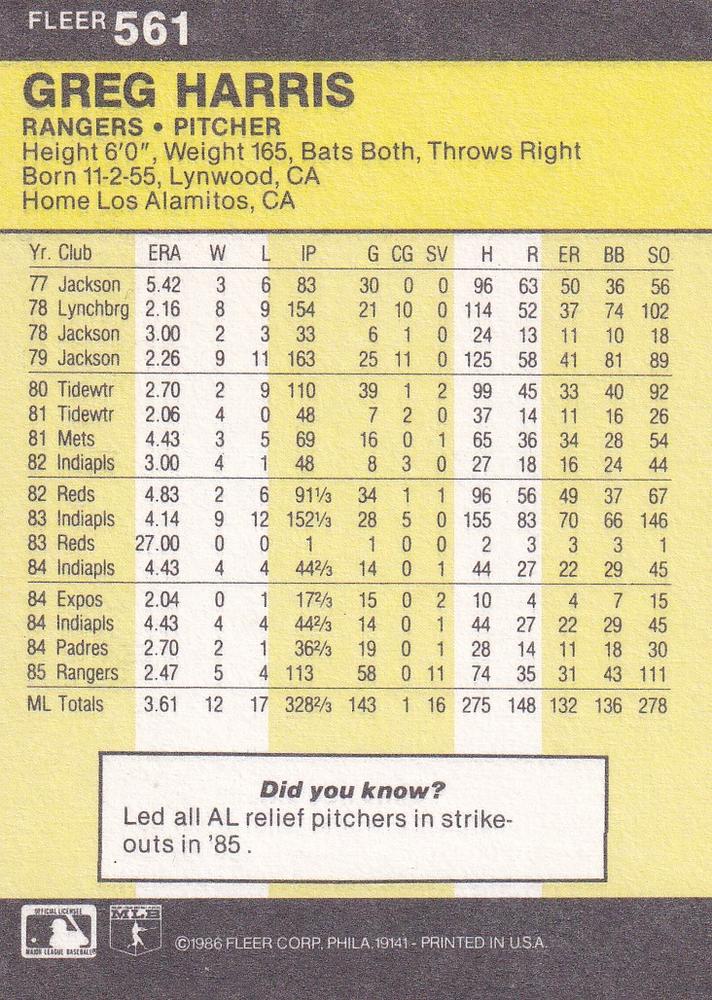 FLEER 561
GREG HARRIS
RANGERS • PITCHER
Height 6'0", Weight 165, Bats Both, Throws Right
Born 11-2-55, Lynwood, CA
Home Los Alamitos, CA
Yr. Club ERA W L IP G CG SV H R ER BB SO
77 Jackson 5.42 3 6 83 30 0 0 96 63 50 36 56
78 Lynchbrg 2.16 8 9 154 21 10 0 114 52 37 74 102
78 Jackson 3.00 2 3 33 6 1 0 24 13 11 10 18
79 Jackson 2.26 9 11 163 25 11 0 125 58 41 81 89
80 Tidewtr 2.70 2 9 110 39 1 2 99 45 33 40 92
81 Tidewtr 2.06 4 0 48 7 2 0 37 14 11 16 26
81 Mets 4.43 3 5 69 16 0 1 65 36 34 28 54
82 Indiapls 3.00 4 1 48 8 3 0 27 18 16 24 44
82 Reds 4.83 2 6 91⅓ 34 1 1 96 56 49 37 67
83 Indiapls 4.14 9 12 152⅓ 28 5 0 155 83 70 66 146
83 Reds 27.00 0 0 1 1 0 0 2 3 3 3 1
84 Indiapls 4.43 4 4 44⅔ 14 0 1 44 27 22 29 45
84 Expos 2.04 0 1 17⅔ 15 0 2 10 4 4 7 15
84 Indiapls 4.43 4 4 44⅔ 14 0 1 44 27 22 29 45
84 Padres 2.70 2 1 36⅔ 19 0 1 28 14 11 18 30
85 Rangers 2.47 5 4 113 58 0 11 74 35 31 43 111
ML Totals 3.61 12 17 328⅔ 143 1 16 275 148 132 136 278
Did you know?
Led all AL relief pitchers in strike-
outs in '85 .
OFFICIAL LICENSEE
MAJOR LEAGUE BASEBALL
MLB
©1986 FLEER CORP, PHILA. 19141 - PRINTED IN U.S.A.